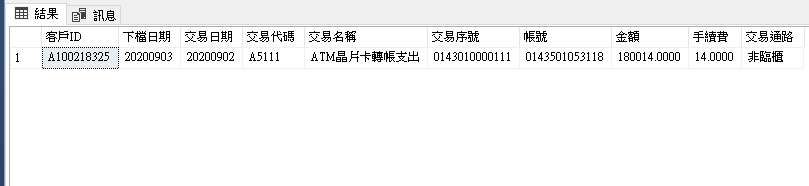 結果 訊息
客戶ID 下檔日期 交易日期 交易代碼 交易名稱 交易序號 帳號 金額 手續費 交易通路
1 A100218325 20200903 20200902 A5111 ATM晶片卡轉帳支出 0143010000111 0143501053118 180014.0000 14.0000 非臨櫃